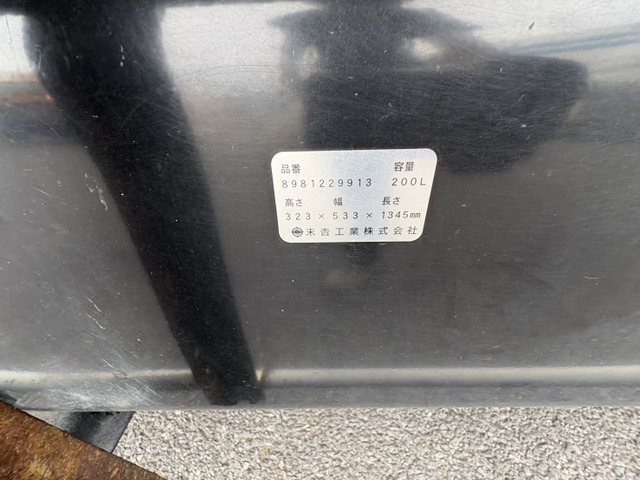 品番 容量
8981229913 200L
高さ 幅 長さ
323×533×1345mm
末吉工業株式会社